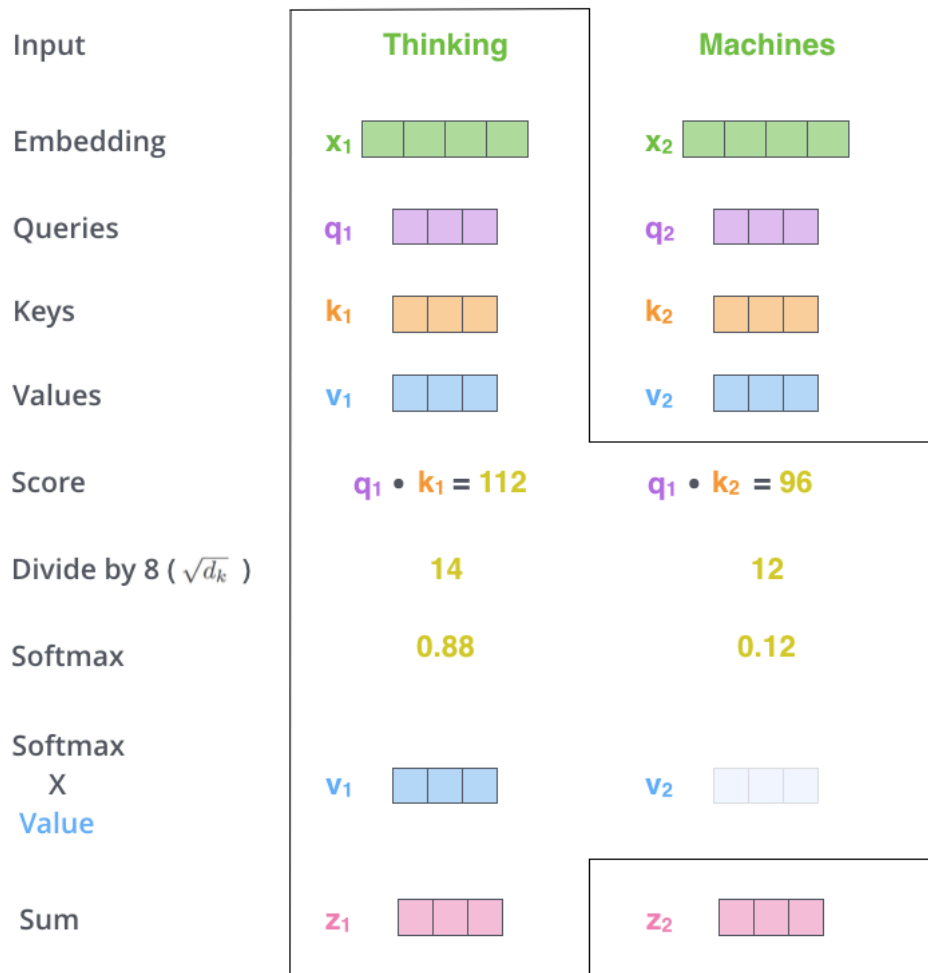 Input Thinking Machines
Embedding x₁ x₂
Queries q₁ q₂
Keys k₁ k₂
Values v₁ v₂
Score q₁ • k₁ = 112 q₁ • k₂ = 96
Divide by 8 ( √dₖ ) 14 12
Softmax 0.88 0.12
Softmax
X
Value v₁ v₂
Sum z₁ z₂